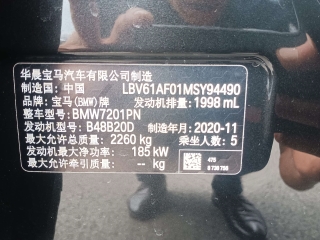 华晨宝马汽车有限公司制造
制造国：中国 LBV61AF01MSY94490
品牌：宝马(BMW)牌 发动机排量：1998 mL
整车型号：BMW7201PN
发动机型号：B48B20D 2020-11
最大允许总质量：2260 kg 乘坐人数：5
发动机最大净功率：185 kW
最大允许牵引质量：-- kg
475